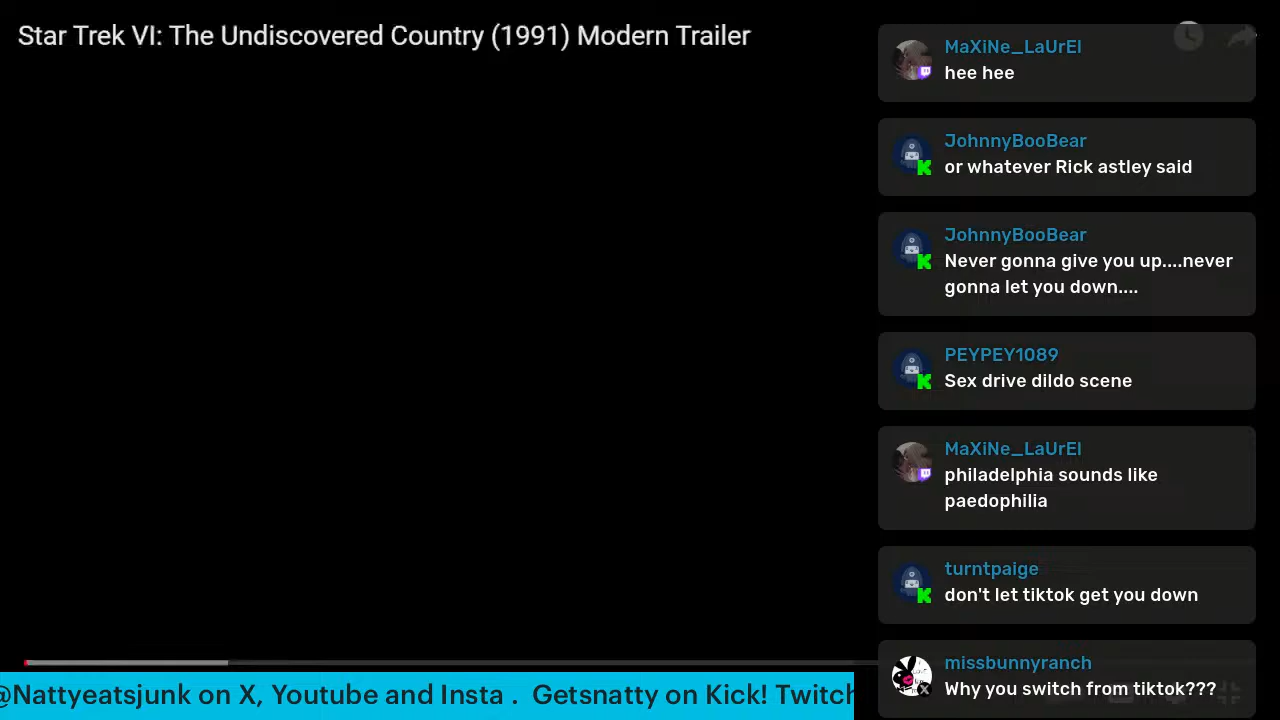 Star Trek VI: The Undiscovered Country (1991) Modern Trailer
MaXiNe_LaUrEl
hee hee
JohnnyBooBear
or whatever Rick astley said
JohnnyBooBear
Never gonna give you up....never
gonna let you down....
PEYPEY1089
Sex drive dildo scene
MaXiNe_LaUrEl
philadelphia sounds like
paedophilia
turntpaige
don't let tiktok get you down
missbunnyranch
Why you switch from tiktok???
@Nattyeatsjunk on X, Youtube and Insta . Getsnatty on Kick! Twitch